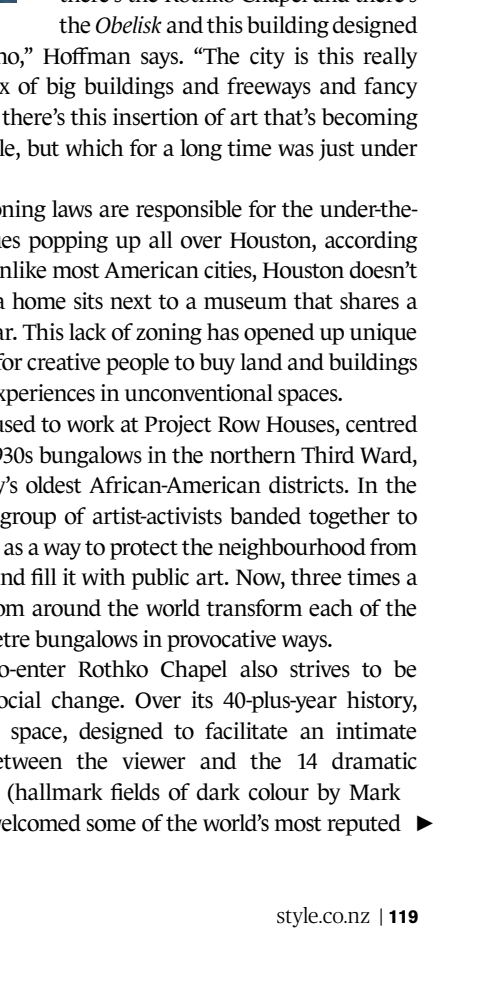 the Obelisk and this building designed
no,” Hoffman says. “The city is this really
x of big buildings and freeways and fancy
there’s this insertion of art that’s becoming
le, but which for a long time was just under
ning laws are responsible for the under-the-
es popping up all over Houston, according
nlike most American cities, Houston doesn’t
a home sits next to a museum that shares a
ar. This lack of zoning has opened up unique
for creative people to buy land and buildings
xperiences in unconventional spaces.
used to work at Project Row Houses, centred
930s bungalows in the northern Third Ward,
y’s oldest African-American districts. In the
group of artist-activists banded together to
as a way to protect the neighbourhood from
nd fill it with public art. Now, three times a
om around the world transform each of the
etre bungalows in provocative ways.
o-enter Rothko Chapel also strives to be
ocial change. Over its 40-plus-year history,
space, designed to facilitate an intimate
etween the viewer and the 14 dramatic
(hallmark fields of dark colour by Mark
welcomed some of the world’s most reputed ►
style.co.nz | 119